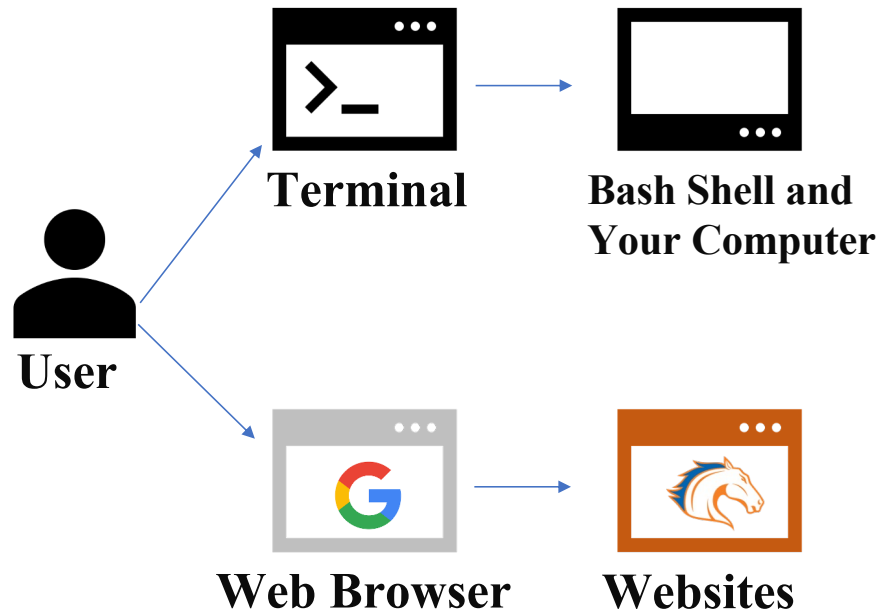 >_
Terminal
Bash Shell and
Your Computer
User
G
Web Browser
Websites